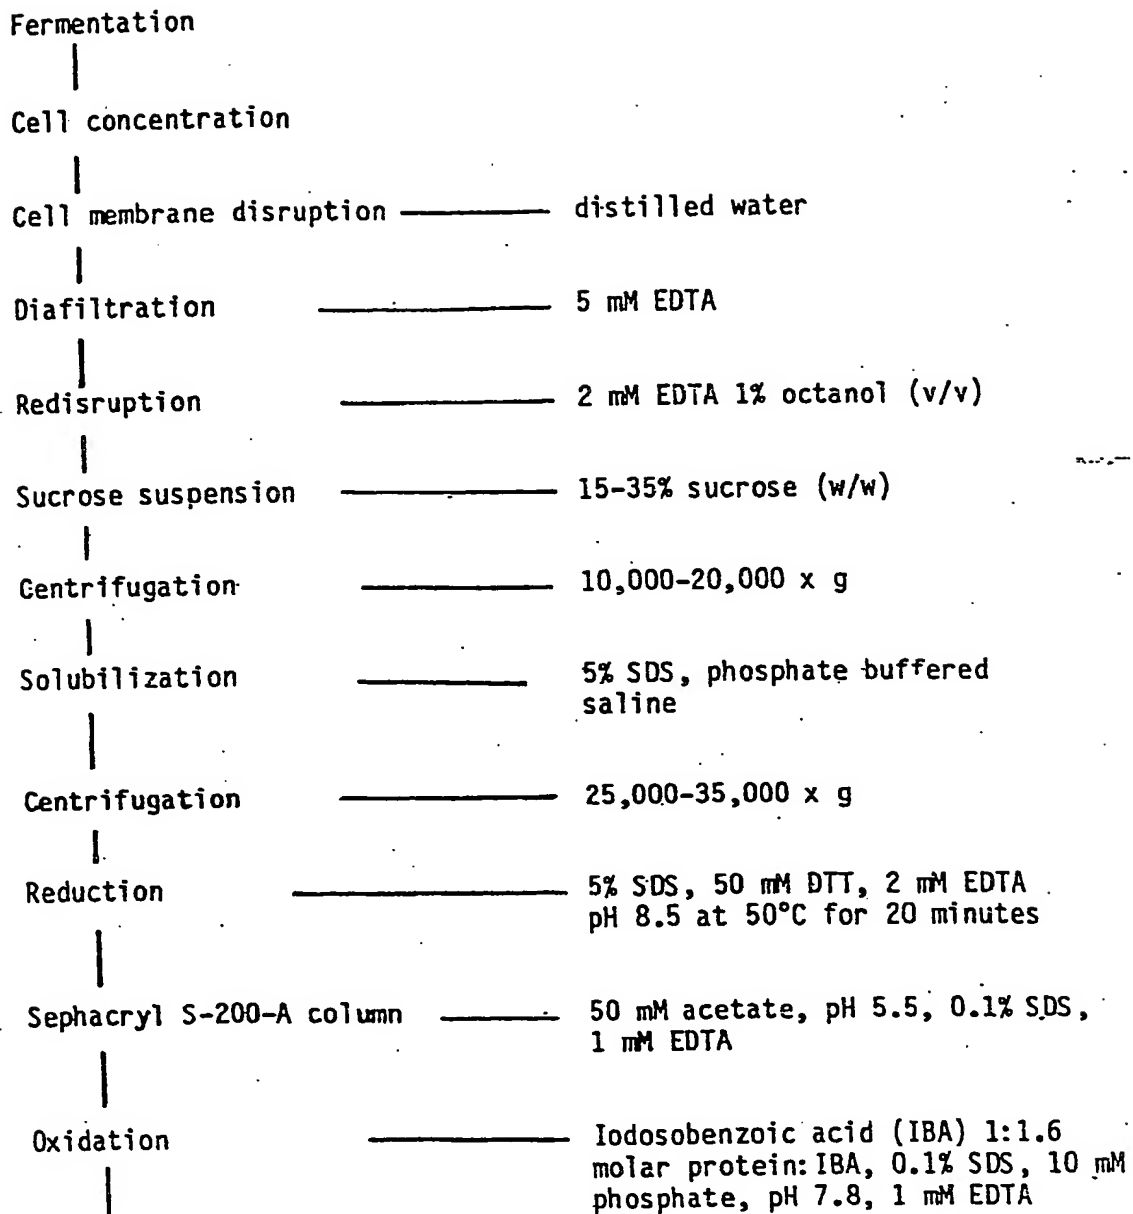 Fermentation
Cell concentration
Cell membrane disruption distilled water
Diafiltration 5 mM EDTA
Redisruption 2 mM EDTA 1% octanol (v/v)
Sucrose suspension 15-35% sucrose (w/w)
Centrifugation 10,000-20,000 x g
Solubilization 5% SDS, phosphate buffered
saline
Centrifugation 25,000-35,000 x g
Reduction 5% SDS, 50 mM DTT, 2 mM EDTA
pH 8.5 at 50°C for 20 minutes
Sephacryl S-200-A column 50 mM acetate, pH 5.5, 0.1% SDS,
1 mM EDTA
Oxidation Iodosobenzoic acid (IBA) 1:1.6
molar protein:IBA, 0.1% SDS, 10 mM
phosphate, pH 7.8, 1 mM EDTA